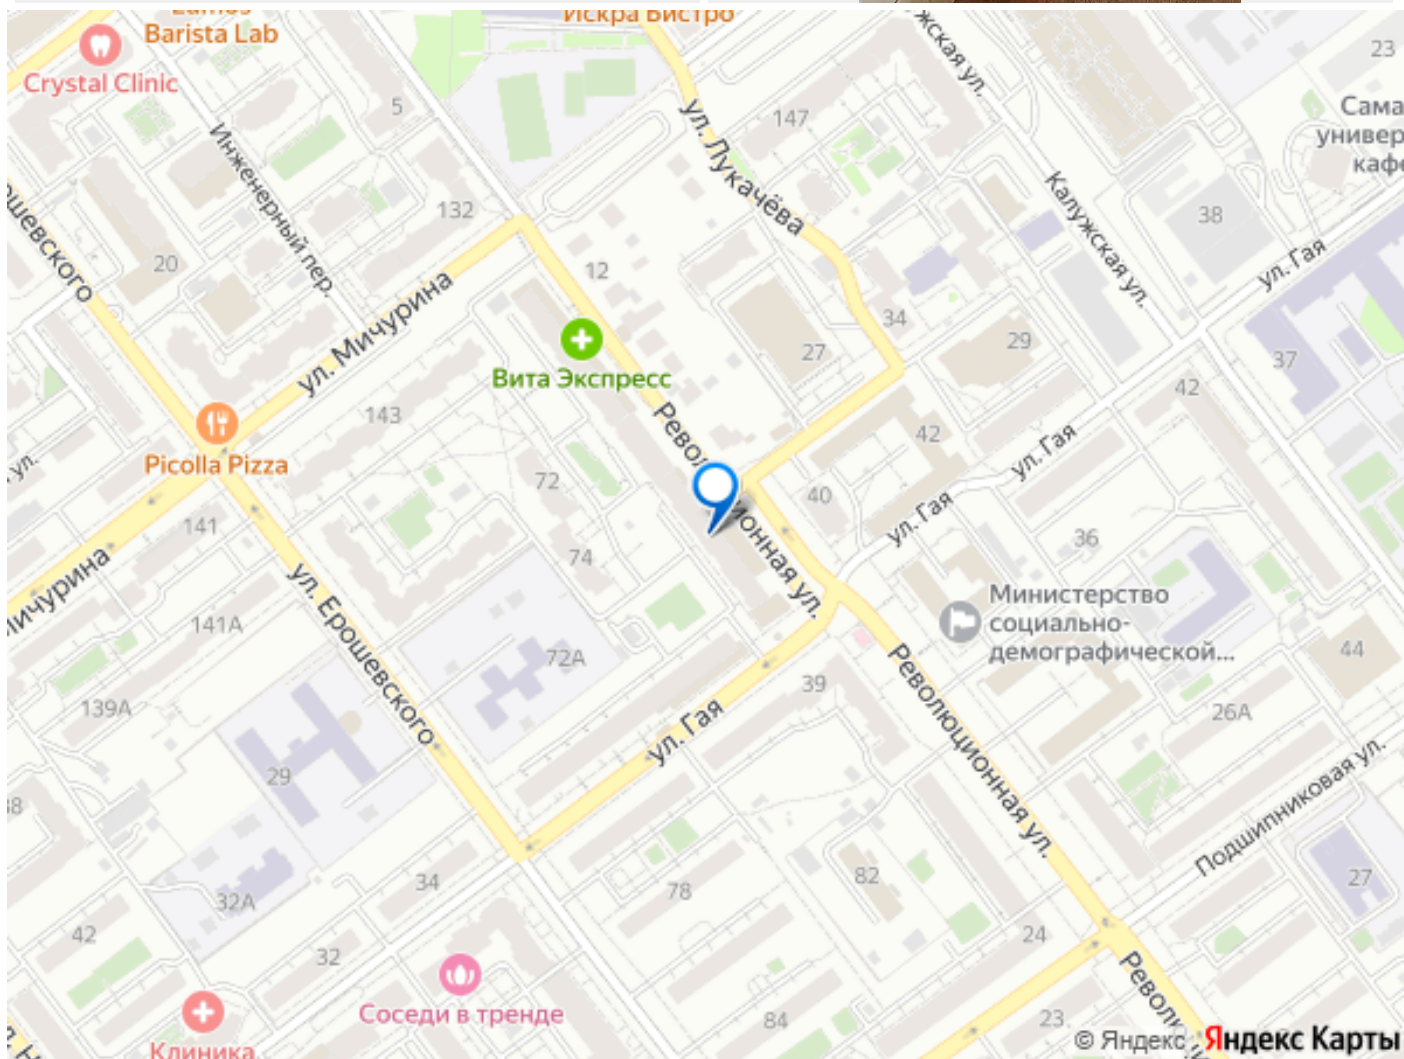 Искра Бистро
Barista Lab
Crystal Clinic
23
5
147
Сама
универ
кафе
ул. Лукачёва
Инженерный пер.
Калужская ул.
132
38
ул. Гая
20
12
ул. Мичурина
34
29
27
37
Вита Экспресс
42
143
Револ
42
ул. Гая
Picolla Pizza
72
40
ионная ул.
ул. Гая
141
36
74
Министерство
социально-
демографической...
ул. Ерошевского
141А
72А
44
39
Революционная ул.
139А
26А
ул. Гая
29
Подшипниковая ул.
34
82
27
78
32А
42
24
32
Соседи в тренде
84
23
Клиника
© Яндекс
Яндекс Карты